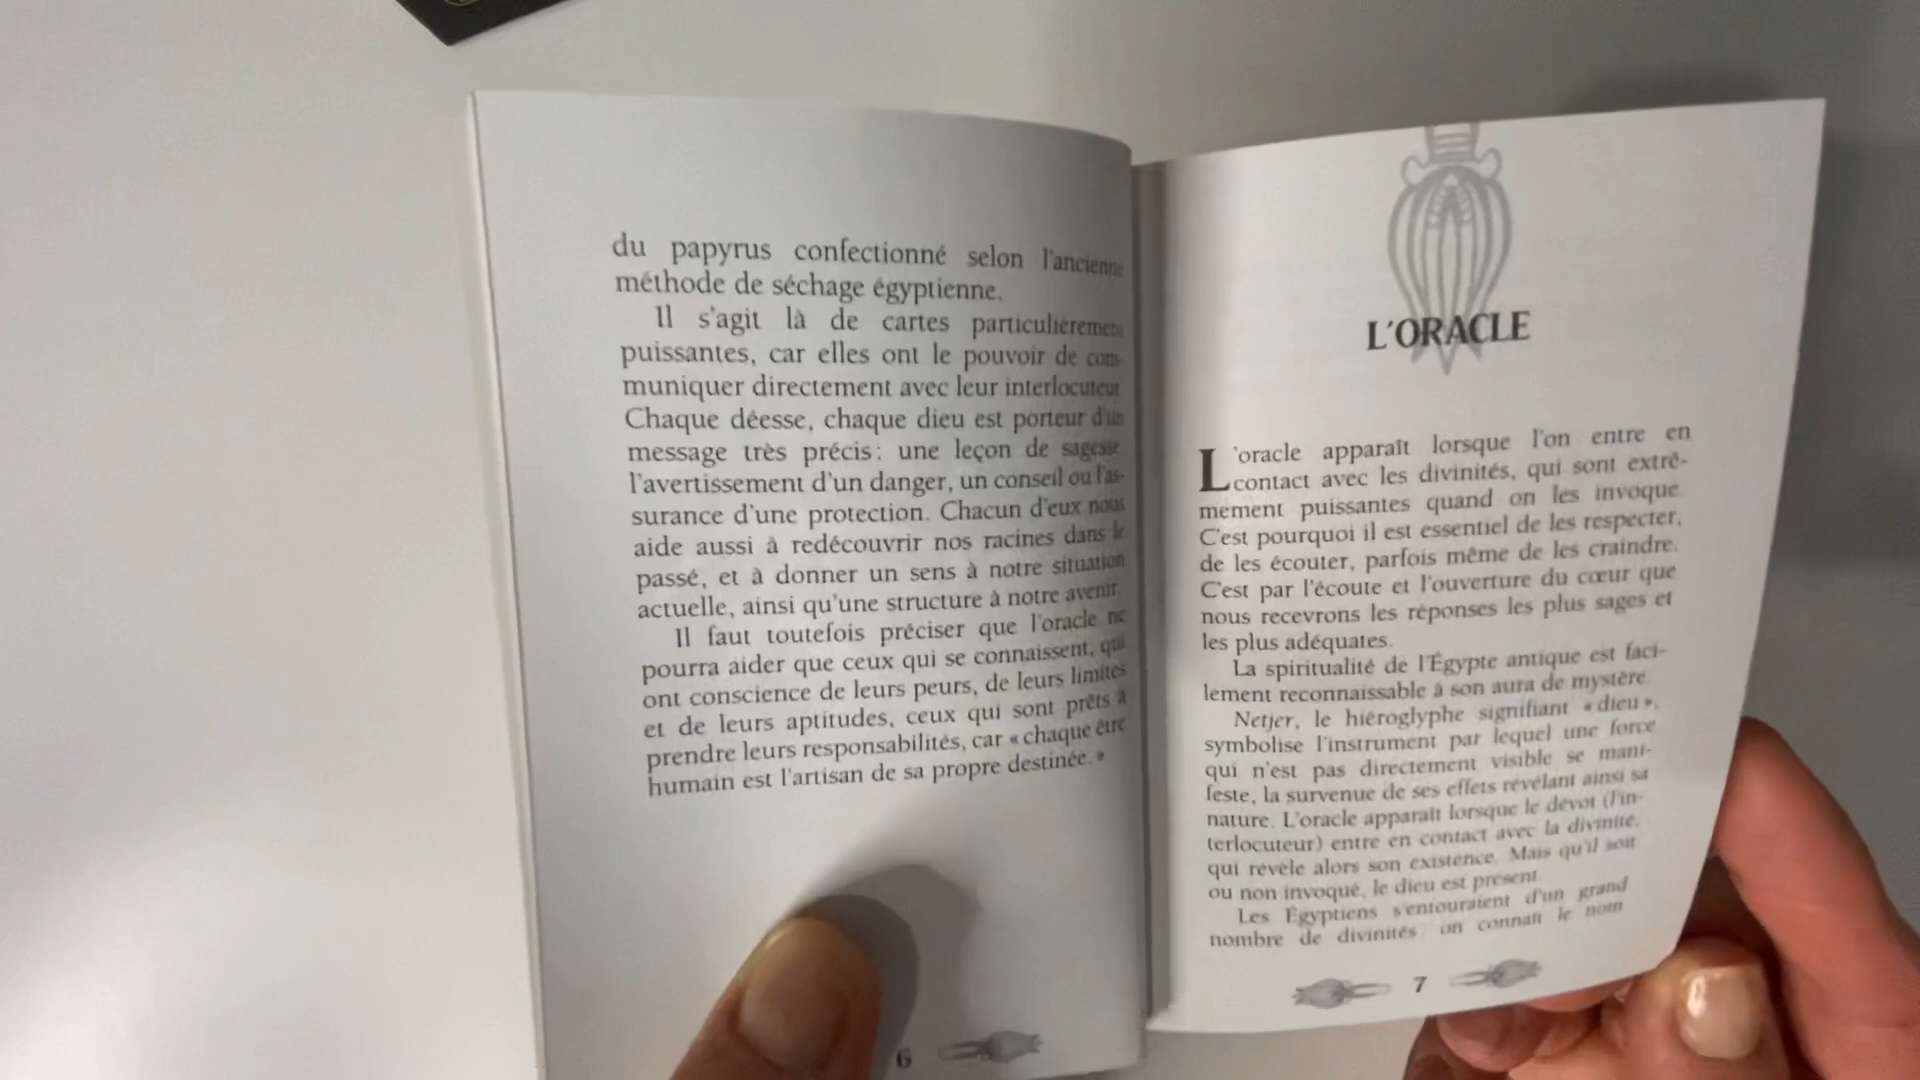 du papyrus confectionné selon l'ancienne
méthode de séchage égyptienne.
Il s'agit là de cartes particulièrement
puissantes, car elles ont le pouvoir de com-
muniquer directement avec leur interlocuteur.
Chaque déesse, chaque dieu est porteur d'un
message très précis : une leçon de sagesse,
l'avertissement d'un danger, un conseil ou l'as-
surance d'une protection. Chacun d'eux nous
aide aussi à redécouvrir nos racines dans le
passé, et à donner un sens à notre situation
actuelle, ainsi qu'une structure à notre avenir.
Il faut toutefois préciser que l'oracle ne
pourra aider que ceux qui se connaissent, qui
ont conscience de leurs peurs, de leurs limites
et de leurs aptitudes, ceux qui sont prêts à
prendre leurs responsabilités, car « chaque être
humain est l'artisan de sa propre destinée. »
6
L'ORACLE
L'oracle apparaît lorsque l'on entre en
contact avec les divinités, qui sont extrê-
mement puissantes quand on les invoque.
C'est pourquoi il est essentiel de les respecter,
de les écouter, parfois même de les craindre.
C'est par l'écoute et l'ouverture du cœur que
nous recevrons les réponses les plus sages et
les plus adéquates.
La spiritualité de l'Égypte antique est faci-
lement reconnaissable à son aura de mystère.
Netjer, le hiéroglyphe signifiant « dieu »,
symbolise l'instrument par lequel une force
qui n'est pas directement visible se mani-
feste, la survenue de ses effets révélant ainsi sa
nature. L'oracle apparaît lorsque le dévot (l'in-
terlocuteur) entre en contact avec la divinité,
qui révèle alors son existence. Mais qu'il soit
ou non invoqué, le dieu est présent.
Les Égyptiens s'entouraient d'un grand
nombre de divinités : on connaît le nom
7